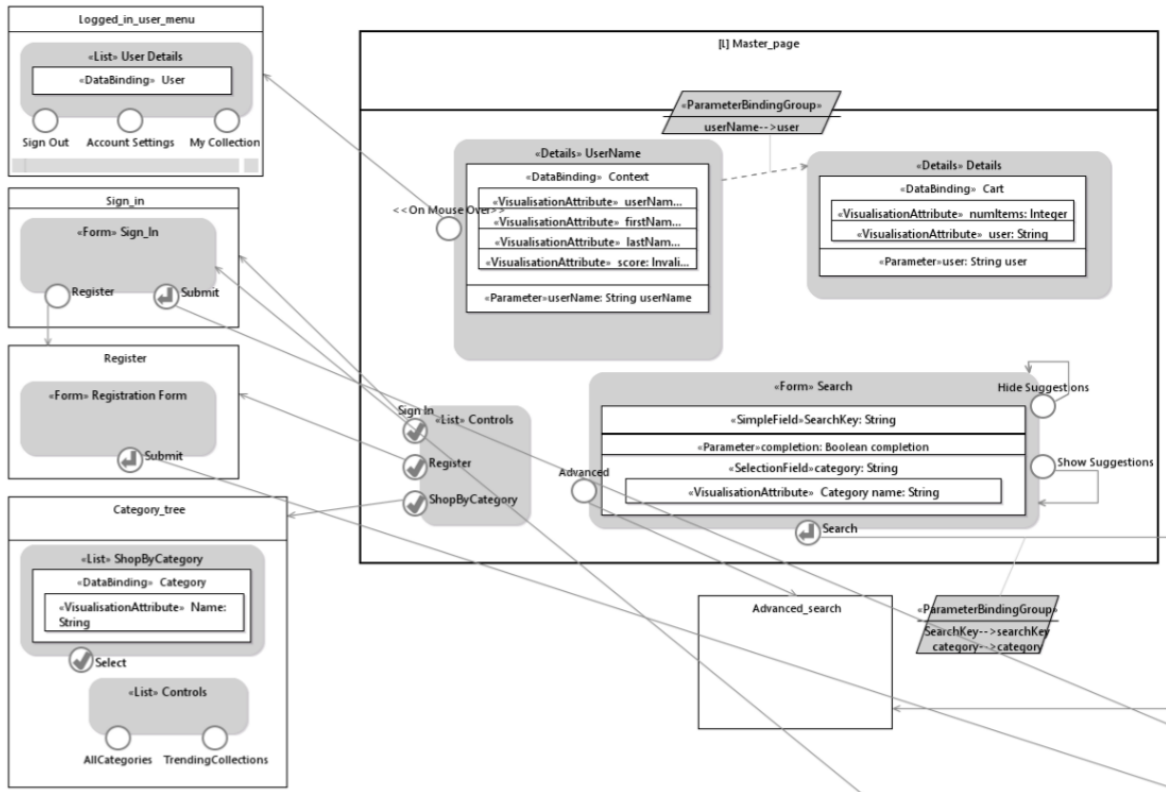 Logged_in_user_menu
«List» User Details
«DataBinding» User
Sign Out
Account Settings
My Collection
Sign_in
«Form» Sign_In
Register
Submit
Register
«Form» Registration Form
Submit
Category_tree
«List» ShopByCategory
«DataBinding» Category
«VisualisationAttribute» Name:
String
Select
«List» Controls
AllCategories
TrendingCollections
[L] Master_page
«ParameterBindingGroup»
userName-->user
«Details» UserName
«DataBinding» Context
«VisualisationAttribute» userNam...
«VisualisationAttribute» firstNam...
«VisualisationAttribute» lastNam...
«VisualisationAttribute» score: Invali...
«Parameter»userName: String userName
<<On Mouse Over>>
«Details» Details
«DataBinding» Cart
«VisualisationAttribute» numItems: Integer
«VisualisationAttribute» user: String
«Parameter»user: String user
Sign In
«List» Controls
Register
ShopByCategory
«Form» Search
«SimpleField»SearchKey: String
«Parameter»completion: Boolean completion
«SelectionField»category: String
«VisualisationAttribute» Category name: String
Hide Suggestions
Show Suggestions
Advanced
Search
Advanced_search
«ParameterBindingGroup»
SearchKey-->searchKey
category-->category